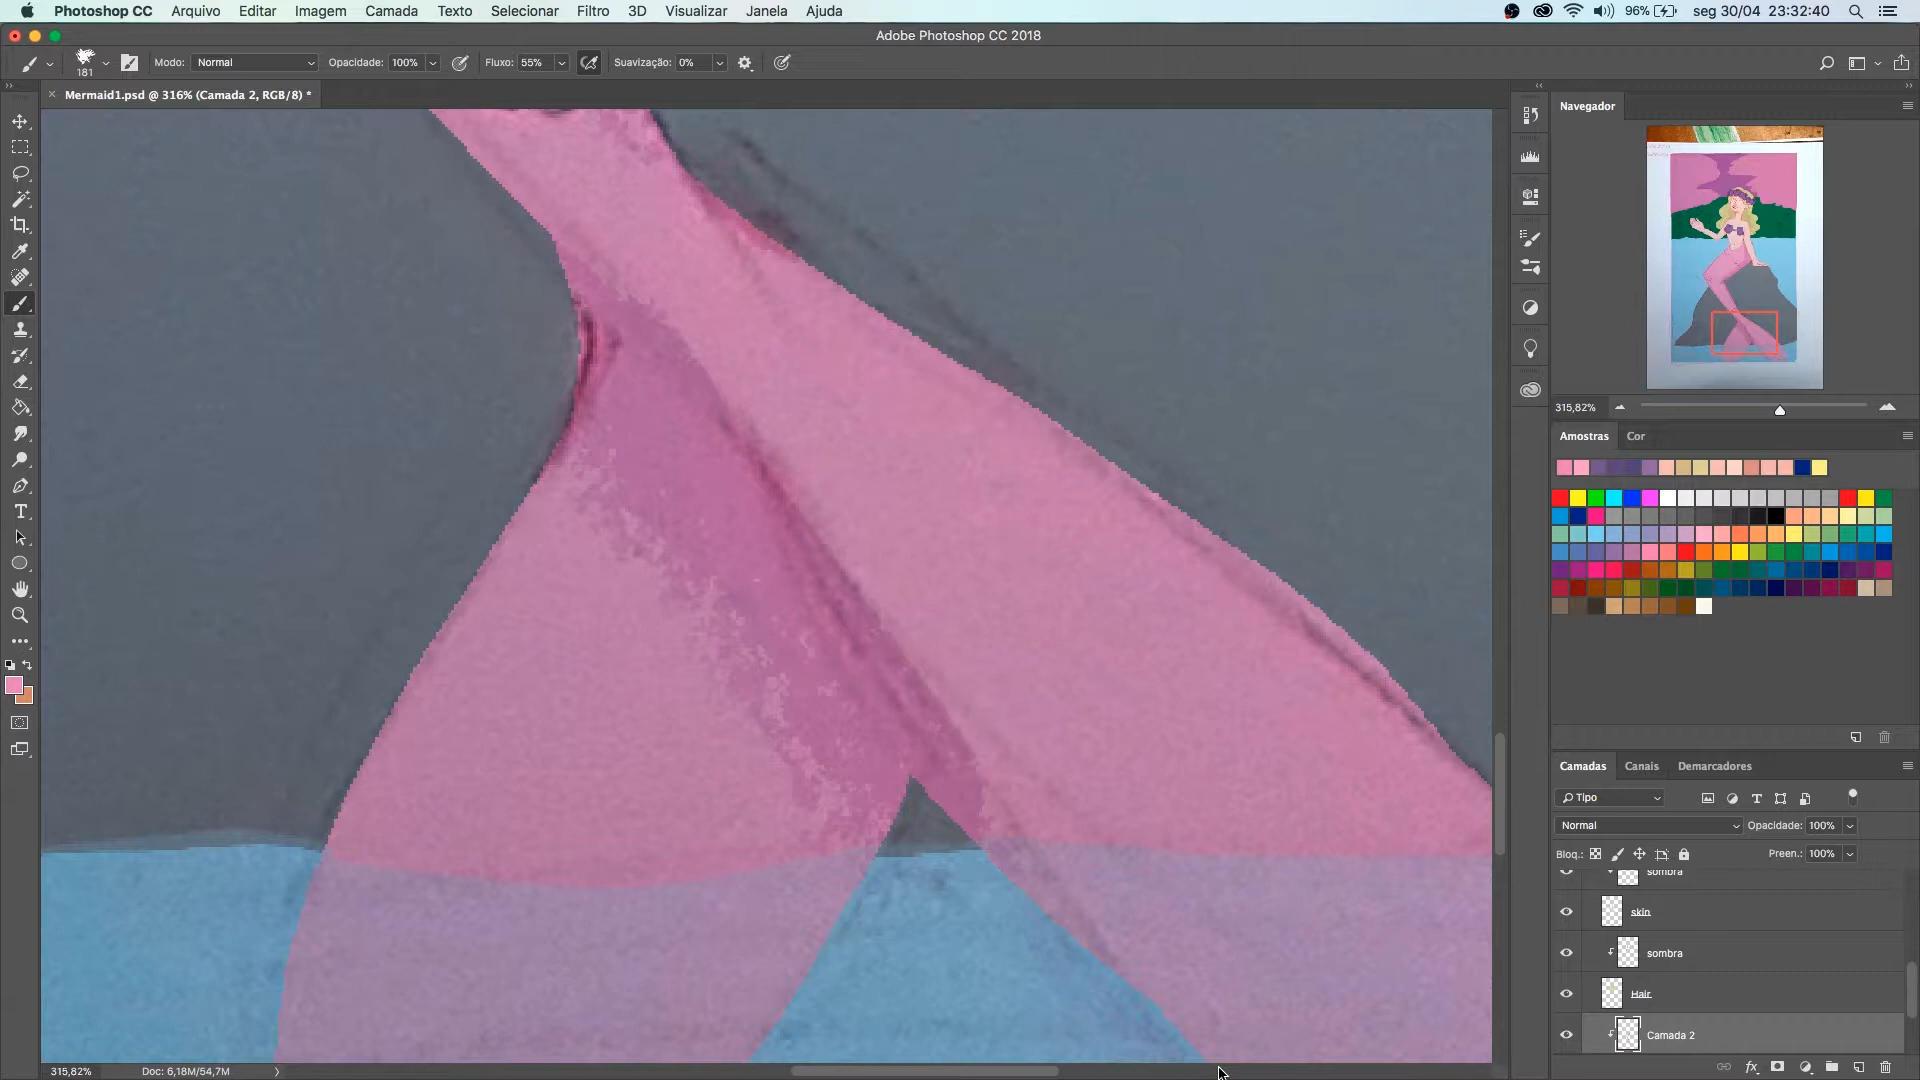 Photoshop CC Arquivo Editar Imagem Camada Texto Selecionar Filtro 3D Visualizar Janela Ajuda 96% seg 30/04 23:32:40
Adobe Photoshop CC 2018
181 Modo: Normal Opacidade: 100% Fluxo: 55% Suavização: 0%
Mermaid1.psd @ 316% (Camada 2, RGB/8) *
Navegador
315,82%
Amostras Cor
Camadas Canais Demarcadores
Tipo
Normal Opacidade: 100%
Bloq.: Preen.: 100%
sombra
skin
sombra
Hair
Camada 2
315,82% Doc: 6,18M/54,7M